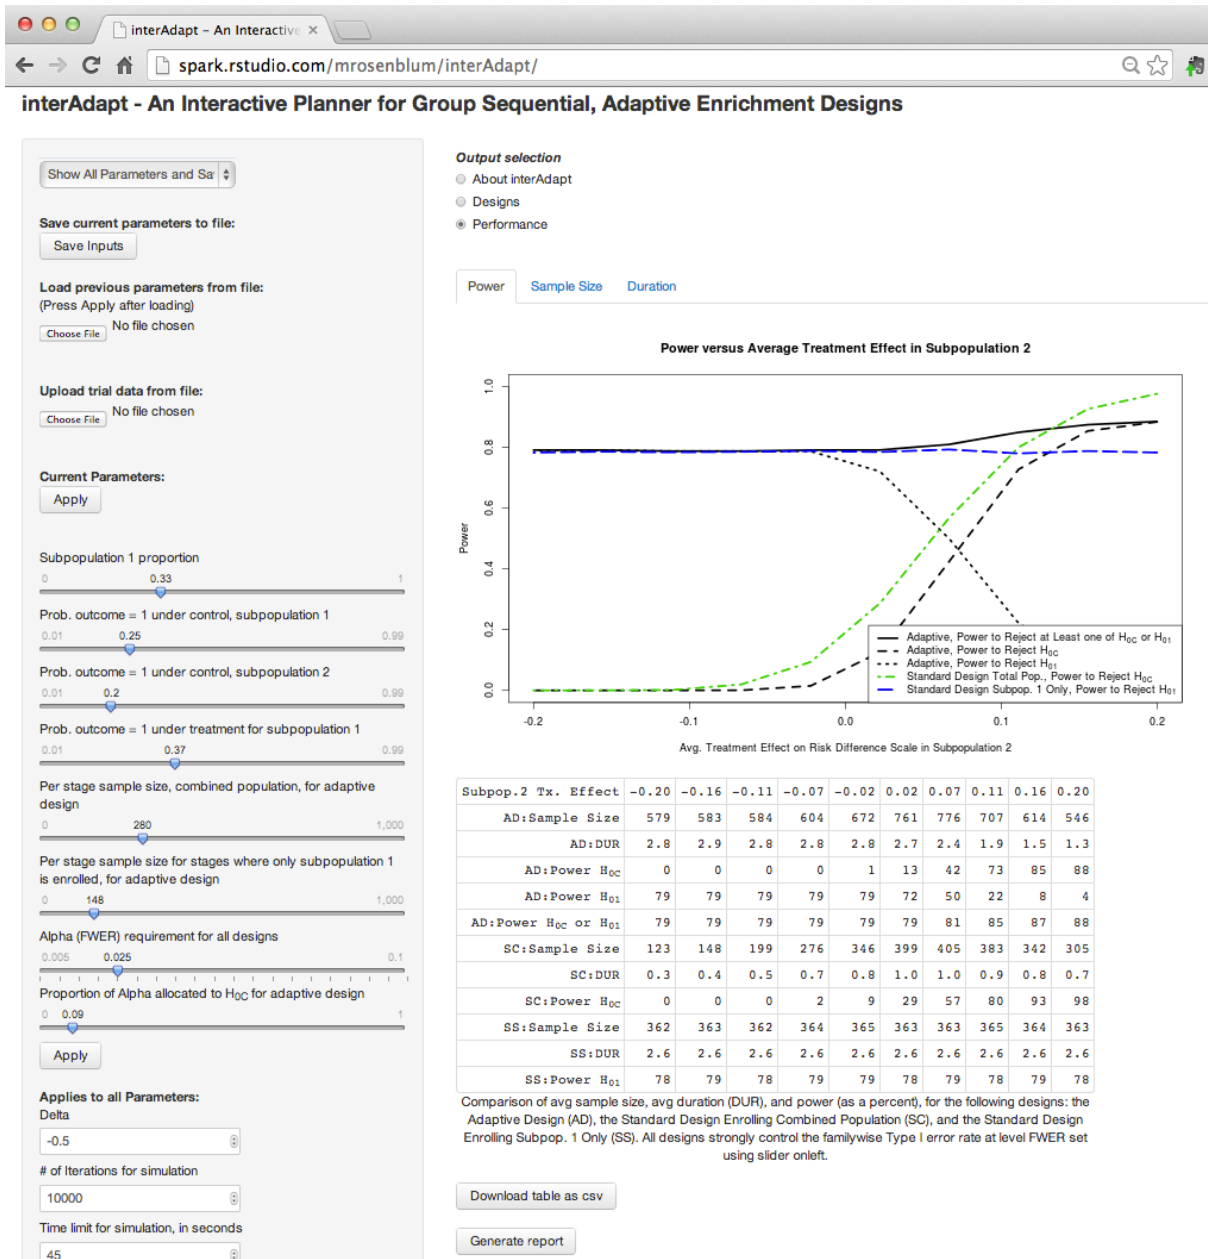 interAdapt – An Interactive
spark.rstudio.com/mrosenblum/interAdapt/
interAdapt - An Interactive Planner for Group Sequential, Adaptive Enrichment Designs
Show All Parameters and Sa
Save current parameters to file:
Save Inputs
Load previous parameters from file:
(Press Apply after loading)
Choose File No file chosen
Upload trial data from file:
Choose File No file chosen
Current Parameters:
Apply
Subpopulation 1 proportion
0 0.33 1
Prob. outcome = 1 under control, subpopulation 1
0.01 0.25 0.99
Prob. outcome = 1 under control, subpopulation 2
0.01 0.2 0.99
Prob. outcome = 1 under treatment for subpopulation 1
0.01 0.37 0.99
Per stage sample size, combined population, for adaptive
design
0 280 1,000
Per stage sample size for stages where only subpopulation 1
is enrolled, for adaptive design
0 148 1,000
Alpha (FWER) requirement for all designs
0.005 0.025 0.1
Proportion of Alpha allocated to H0C for adaptive design
0 0.09 1
Apply
Applies to all Parameters:
Delta
-0.5
# of Iterations for simulation
10000
Time limit for simulation, in seconds
45
Output selection
About interAdapt
Designs
Performance
Power Sample Size Duration
Power versus Average Treatment Effect in Subpopulation 2
1.0
0.8
0.6
0.4
0.2
0.0
Power
Adaptive, Power to Reject at Least one of H0C or H01
Adaptive, Power to Reject H0C
Adaptive, Power to Reject H01
Standard Design Total Pop., Power to Reject H0C
Standard Design Subpop. 1 Only, Power to Reject H01
-0.2 -0.1 0.0 0.1 0.2
Avg. Treatment Effect on Risk Difference Scale in Subpopulation 2
Subpop.2 Tx. Effect -0.20 -0.16 -0.11 -0.07 -0.02 0.02 0.07 0.11 0.16 0.20
AD:Sample Size 579 583 584 604 672 761 776 707 614 546
AD:DUR 2.8 2.9 2.8 2.8 2.8 2.7 2.4 1.9 1.5 1.3
AD:Power H0C 0 0 0 0 1 13 42 73 85 88
AD:Power H01 79 79 79 79 79 72 50 22 8 4
AD:Power H0C or H01 79 79 79 79 79 79 81 85 87 88
SC:Sample Size 123 148 199 276 346 399 405 383 342 305
SC:DUR 0.3 0.4 0.5 0.7 0.8 1.0 1.0 0.9 0.8 0.7
SC:Power H0C 0 0 0 2 9 29 57 80 93 98
SS:Sample Size 362 363 362 364 365 363 363 365 364 363
SS:DUR 2.6 2.6 2.6 2.6 2.6 2.6 2.6 2.6 2.6 2.6
SS:Power H01 78 79 78 79 79 78 79 78 79 78
Comparison of avg sample size, avg duration (DUR), and power (as a percent), for the following designs: the
Adaptive Design (AD), the Standard Design Enrolling Combined Population (SC), and the Standard Design
Enrolling Subpop. 1 Only (SS). All designs strongly control the familywise Type I error rate at level FWER set
using slider onleft.
Download table as csv
Generate report